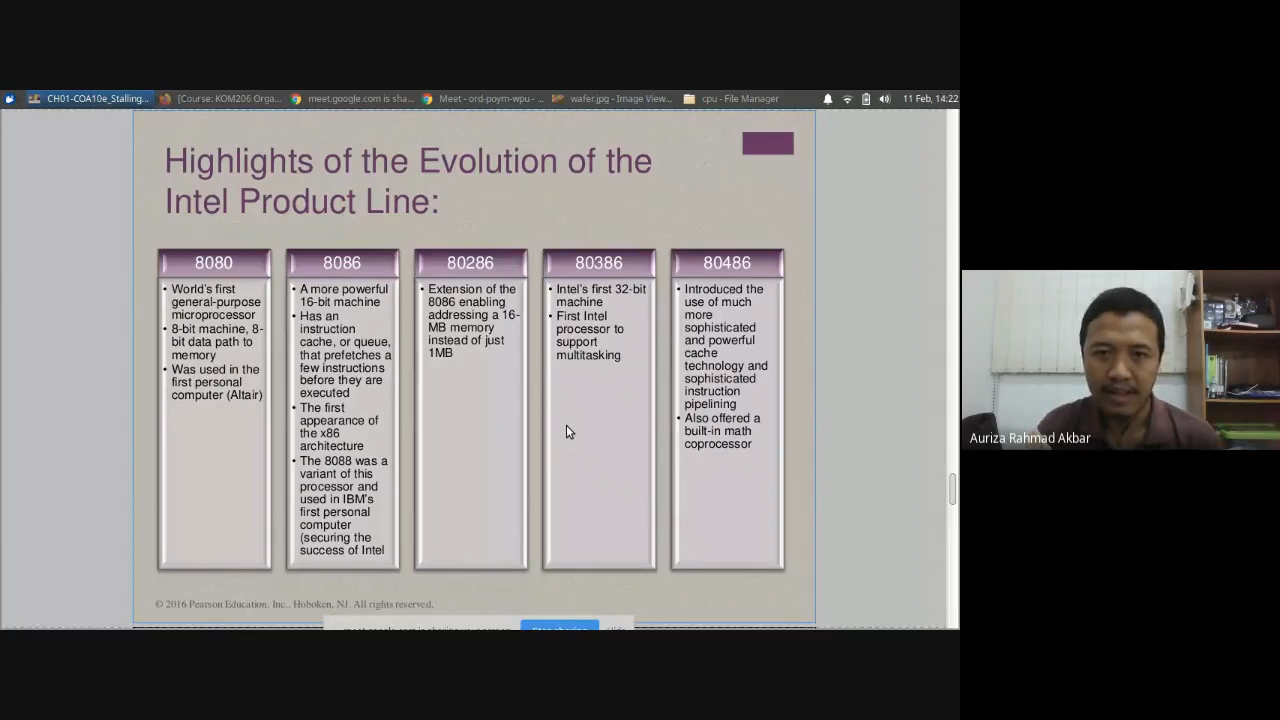 CH01-COA10e_Stalling...
[Course: KOM206 Orga...
meet.google.com is sha...
Meet - ord-poym-wpu - ...
wafer.jpg - Image View...
cpu - File Manager
11 Feb, 14:22
Highlights of the Evolution of the
Intel Product Line:
8080
• World's first
general-purpose
microprocessor
• 8-bit machine, 8-
bit data path to
memory
• Was used in the
first personal
computer (Altair)
8086
• A more powerful
16-bit machine
• Has an
instruction
cache, or queue,
that prefetches a
few instructions
before they are
executed
• The first
appearance of
the x86
architecture
• The 8088 was a
variant of this
processor and
used in IBM's
first personal
computer
(securing the
success of Intel
80286
• Extension of the
8086 enabling
addressing a 16-
MB memory
instead of just
1MB
80386
• Intel's first 32-bit
machine
• First Intel
processor to
support
multitasking
80486
• Introduced the
use of much
more
sophisticated
and powerful
cache
technology and
sophisticated
instruction
pipelining
• Also offered a
built-in math
coprocessor
© 2016 Pearson Education, Inc., Hoboken, NJ. All rights reserved.
Auriza Rahmad Akbar